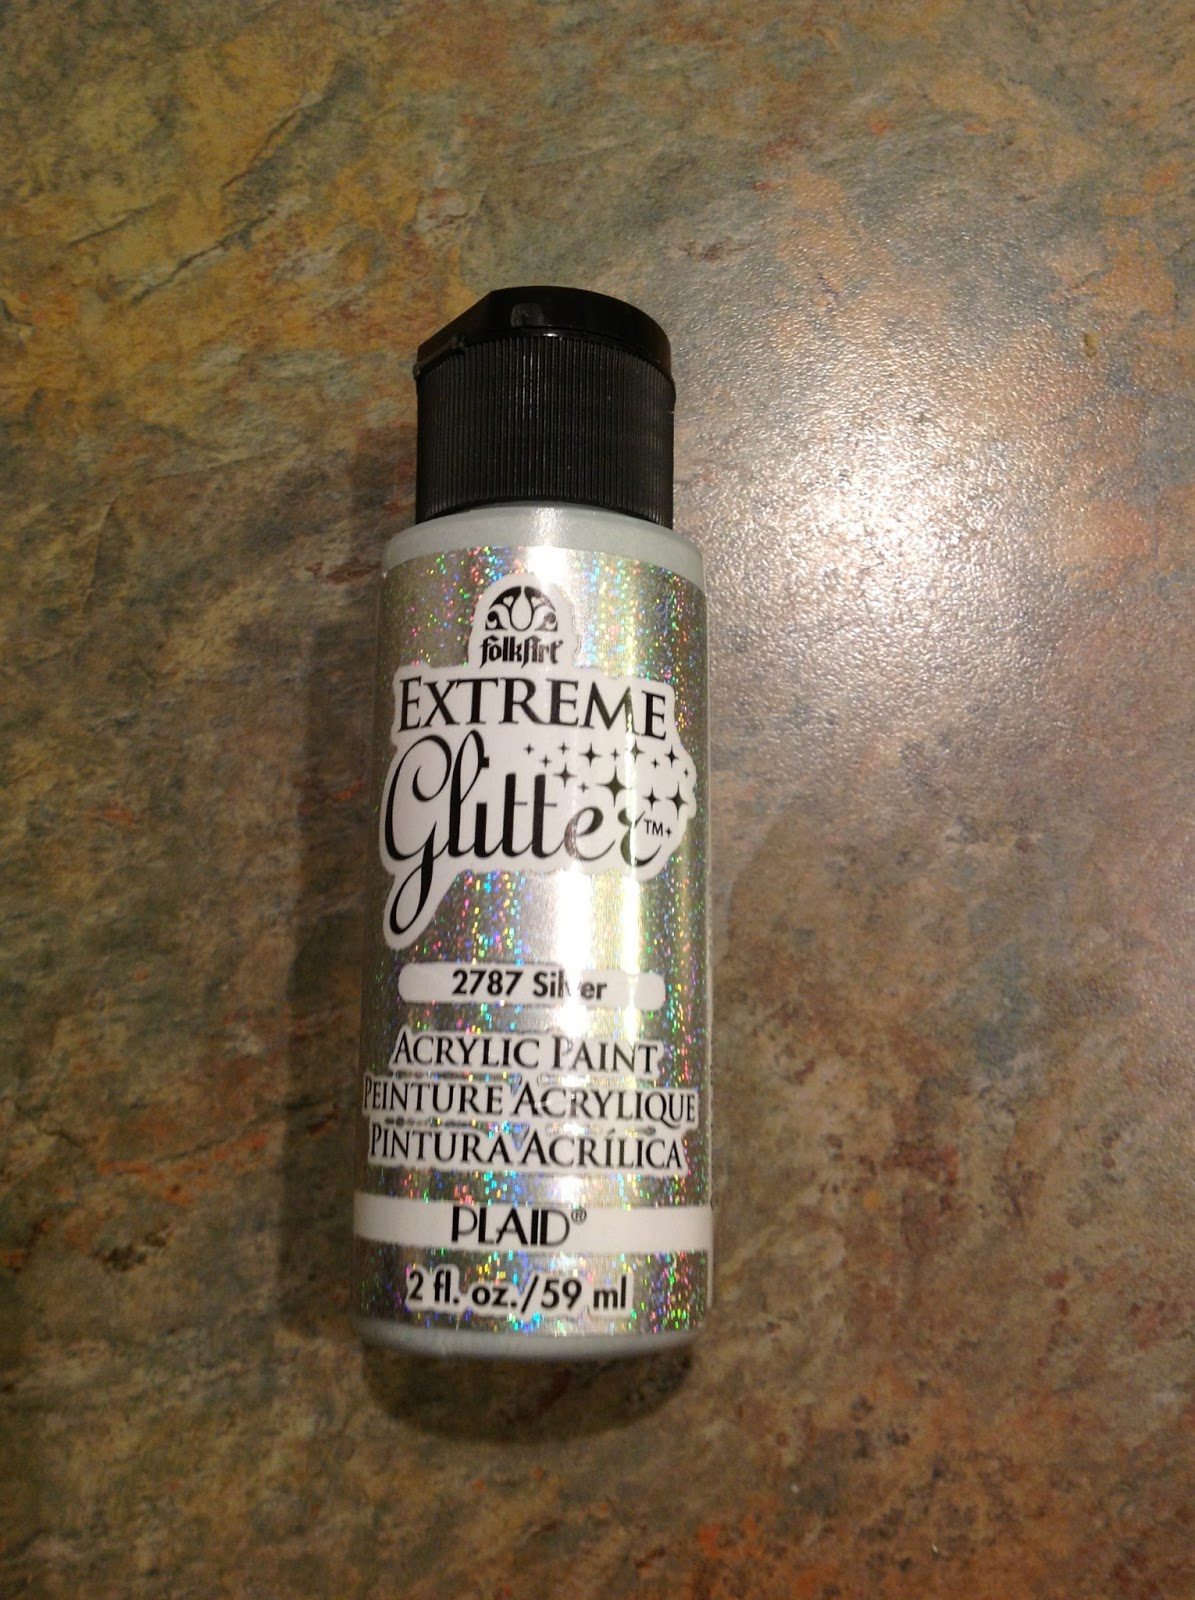 folkArt
EXTREME
Glitter™
2787 Silver
ACRYLIC PAINT
PEINTURE ACRYLIQUE
PINTURA ACRÍLICA
PLAID®
2 fl. oz./59 ml